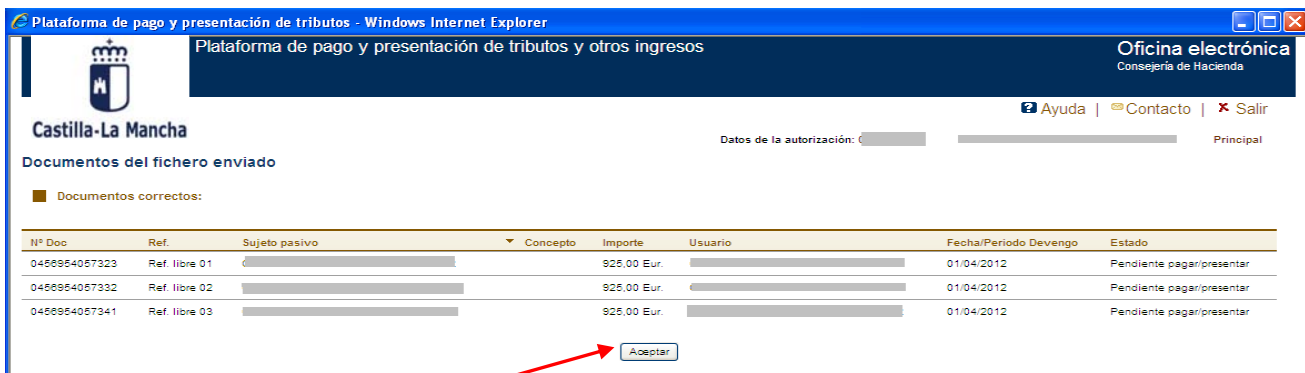 Plataforma de pago y presentación de tributos - Windows Internet Explorer
Plataforma de pago y presentación de tributos y otros ingresos
Oficina electrónica
Consejería de Hacienda
Castilla-La Mancha
Ayuda | Contacto | Salir
Datos de la autorización: Principal
Documentos del fichero enviado
Documentos correctos:
Nº Doc Ref. Sujeto pasivo Concepto Importe Usuario Fecha/Periodo Devengo Estado
0456954057323 Ref. libre 01 925,00 Eur. 01/04/2012 Pendiente pagar/presentar
0456954057332 Ref. libre 02 925,00 Eur. 01/04/2012 Pendiente pagar/presentar
0456954057341 Ref. libre 03 925,00 Eur. 01/04/2012 Pendiente pagar/presentar
Aceptar